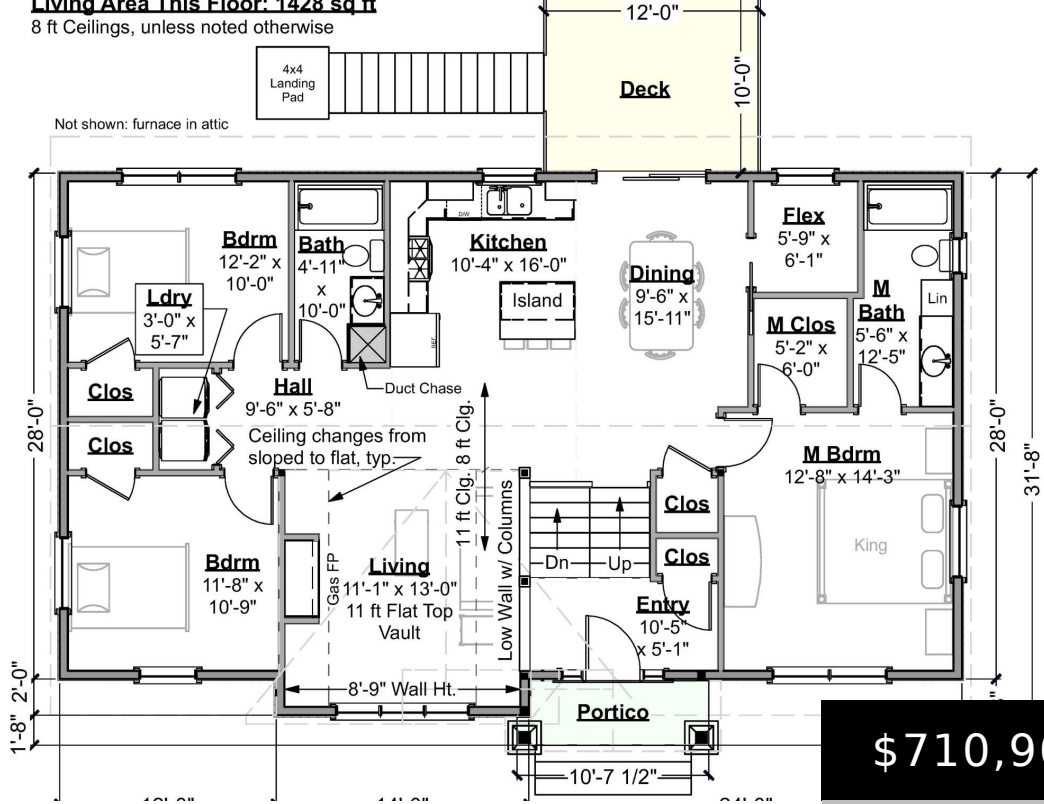 Living Area This Floor: 1428 sq ft
8 ft Ceilings, unless noted otherwise
12'-0"
4x4
Landing
Pad
Deck
10'-0"
Not shown: furnace in attic
Bdrm
12'-2" x
10'-0"
Bath
4'-11"
x
10'-0"
D/W
Kitchen
10'-4" x 16'-0"
Island
REF.
Dining
9'-6" x
15'-11"
Flex
5'-9" x
6'-1"
M
Bath
5'-6" x
12'-5"
Lin
M Clos
5'-2" x
6'-0"
Ldry
3'-0" x
5'-7"
Clos
Clos
Hall
9'-6" x 5'-8"
Duct Chase
Ceiling changes from
sloped to flat, typ.
8 ft Clg.
11 ft Clg.
28'-0"
28'-0"
31'-8"
M Bdrm
12'-8" x 14'-3"
King
Clos
Clos
Dn
Up
Low Wall w/ Columns
Bdrm
11'-8" x
10'-9"
Gas FP
Living
11'-1" x 13'-0"
11 ft Flat Top
Vault
Entry
10'-5"
x 5'-1"
8'-9" Wall Ht.
Portico
2'-0"
1'-8"
10'-7 1/2"
14'-0"
$710,9